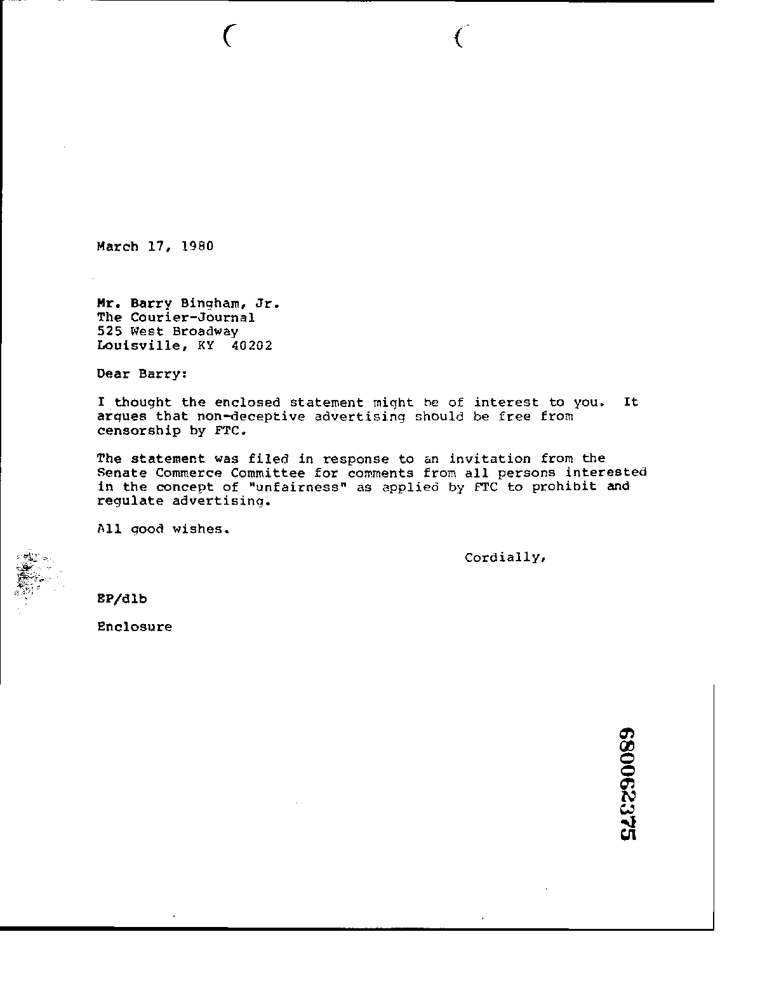 March 17, 1980
Mr. Barry Bingham, Jr.
The Courier-Journal
525 West Broadway
Louisville, KY 40202
Dear Barry:
I thought the enclosed statement might be of interest to you. It
argues that non-deceptive advertising should be free from
censorship by FTC.
The statement was filed in response to an invitation from the
Senate Commerce Committee for comments from all persons interested
in the concept of "unfairness" as applied by FTC to prohibit and
regulate advertising.
All good wishes.
Cordially,
EP/dlb
Enclosure
680062375